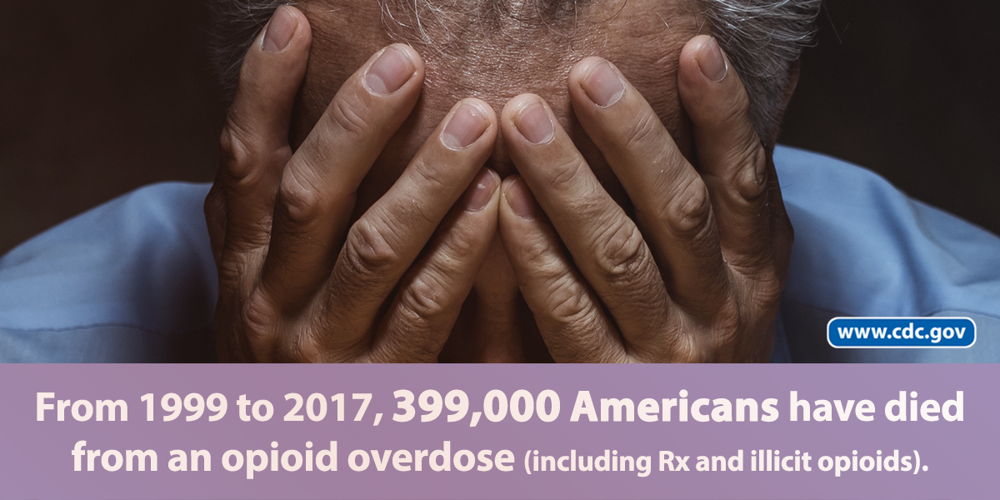 www.cdc.gov
From 1999 to 2017, 399,000 Americans have died
from an opioid overdose (including Rx and illicit opioids).